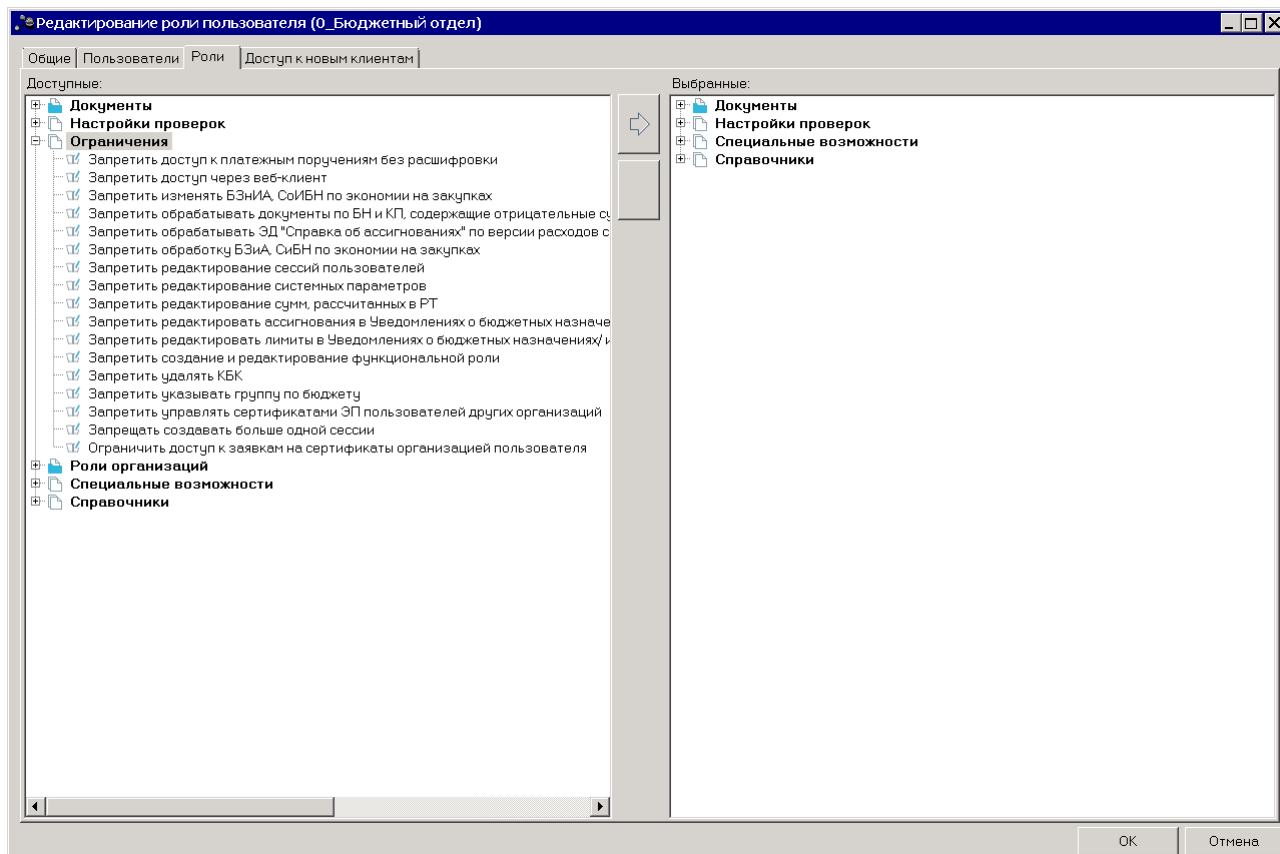 Редактирование роли пользователя (0_Бюджетный отдел)
Общие Пользователи Роли Доступ к новым клиентам
Доступные:
Документы
Настройки проверок
Ограничения
Запретить доступ к платежным поручениям без расшифровки
Запретить доступ через веб-клиент
Запретить изменять БЗнИА, СоИБН по экономии на закупках
Запретить обрабатывать документы по БН и КП, содержащие отрицательные су
Запретить обрабатывать ЭД "Справка об ассигнованиях" по версии расходов с
Запретить обработку БЗиА, СиБН по экономии на закупках
Запретить редактирование сессий пользователей
Запретить редактирование системных параметров
Запретить редактирование сумм, рассчитанных в РТ
Запретить редактировать ассигнования в Уведомлениях о бюджетных назначе
Запретить редактировать лимиты в Уведомлениях о бюджетных назначениях/ и
Запретить создание и редактирование функциональной роли
Запретить удалять КБК
Запретить указывать группу по бюджету
Запретить управлять сертификатами ЭП пользователей других организаций
Запрещать создавать больше одной сессии
Ограничить доступ к заявкам на сертификаты организацией пользователя
Роли организаций
Специальные возможности
Справочники
Выбранные:
Документы
Настройки проверок
Специальные возможности
Справочники
OK Отмена